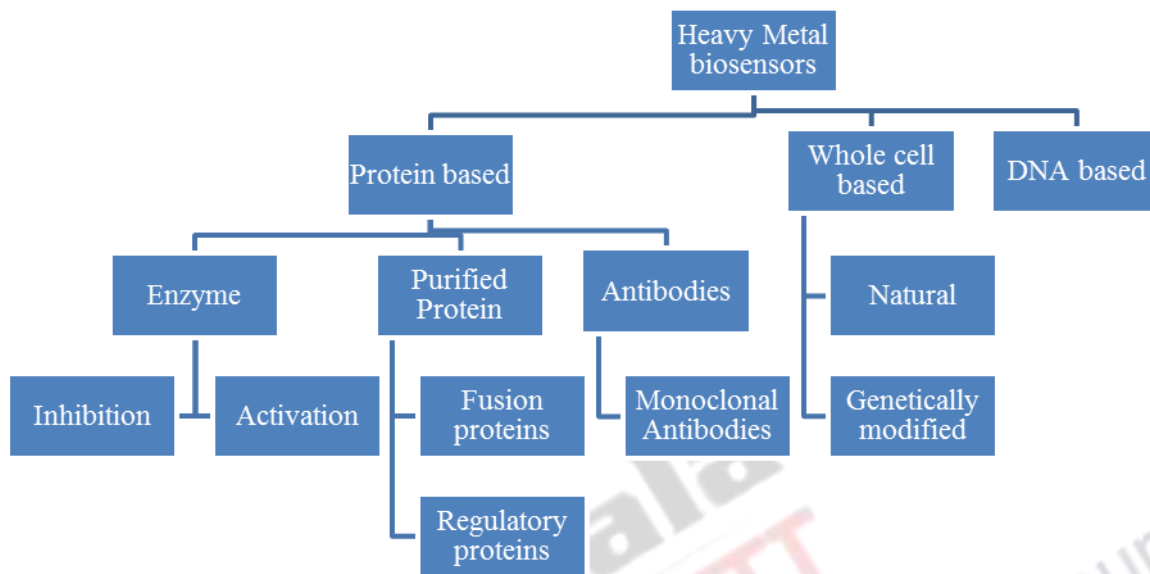 Heavy Metal
biosensors
Protein based
Whole cell
based
DNA based
Enzyme
Purified
Protein
Antibodies
Natural
Inhibition
Activation
Fusion
proteins
Monoclonal
Antibodies
Genetically
modified
Regulatory
proteins